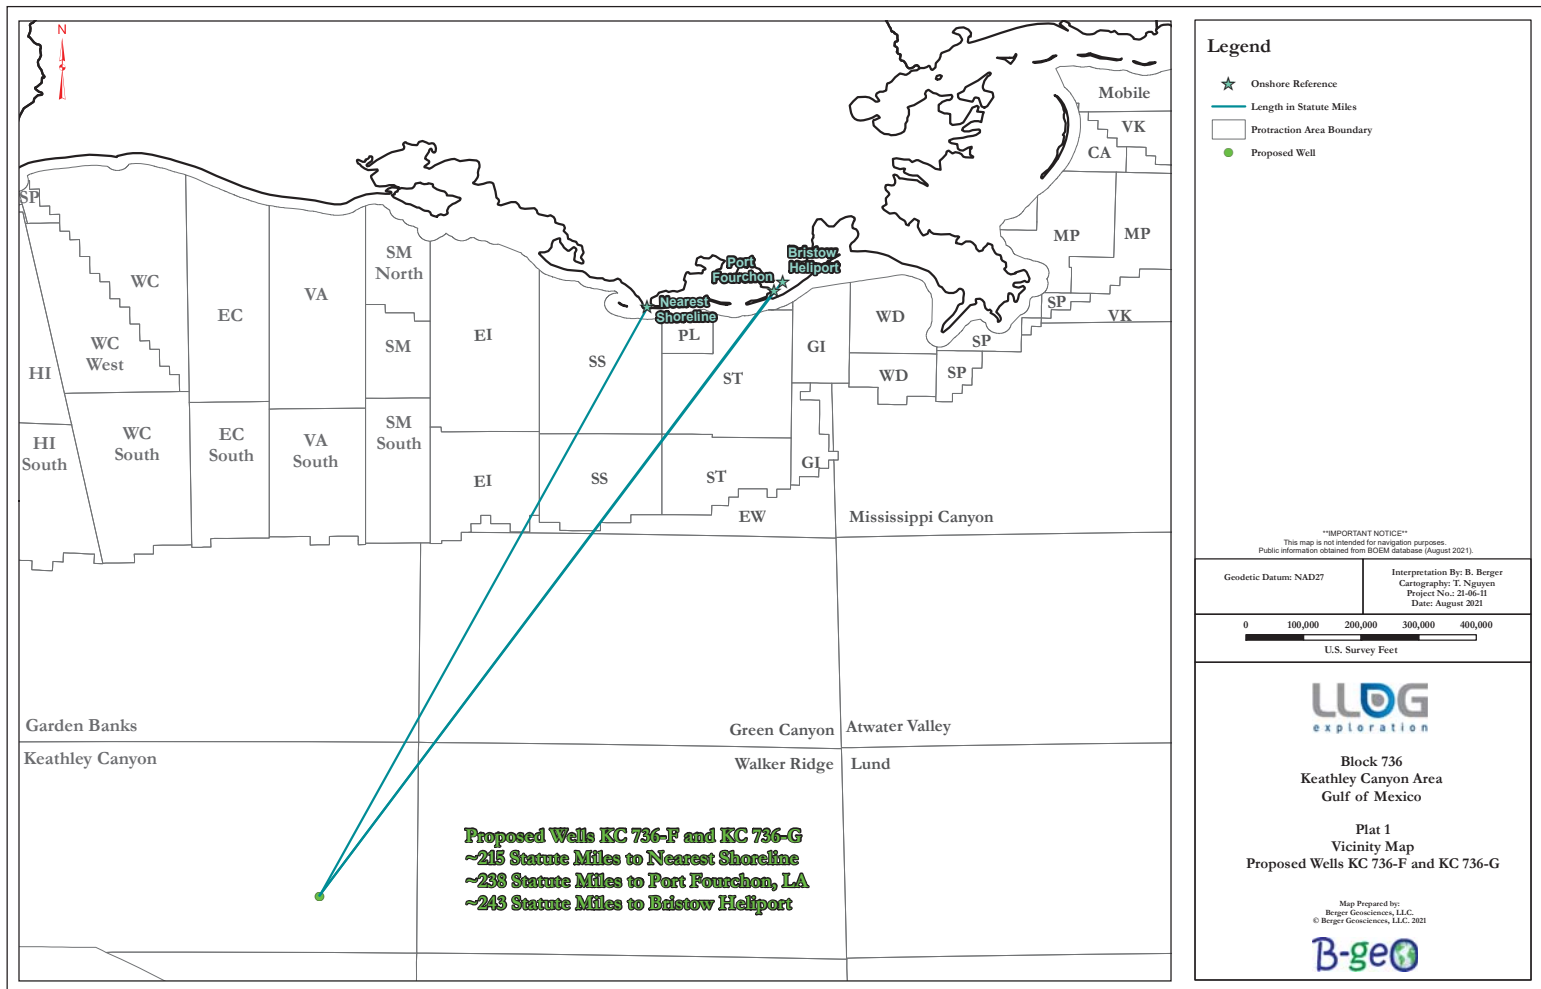 N
SP
HI
HI
South
WC
WC
West
WC
South
EC
EC
South
VA
VA
South
SM
North
SM
SM
South
EI
EI
SS
SS
Nearest
Shoreline
PL
ST
ST
Port
Fourchon
Bristow
Heliport
GI
GI
EW
WD
WD
SP
SP
SP
MP
MP
Mobile
VK
CA
VK
Mississippi Canyon
Garden Banks
Green Canyon
Atwater Valley
Keathley Canyon
Walker Ridge
Lund
Proposed Wells KC 736-F and KC 736-G
~215 Statute Miles to Nearest Shoreline
~238 Statute Miles to Port Fourchon, LA
~243 Statute Miles to Bristow Heliport
Legend
Onshore Reference
Length in Statute Miles
Protraction Area Boundary
Proposed Well
**IMPORTANT NOTICE**
This map is not intended for navigation purposes.
Public information obtained from BOEM database (August 2021).
Geodetic Datum: NAD27
Interpretation By: B. Berger
Cartography: T. Nguyen
Project No.: 21-06-11
Date: August 2021
0 100,000 200,000 300,000 400,000
U.S. Survey Feet
LLOG
exploration
Block 736
Keathley Canyon Area
Gulf of Mexico
Plat 1
Vicinity Map
Proposed Wells KC 736-F and KC 736-G
Map Prepared by:
Berger Geosciences, LLC.
© Berger Geosciences, LLC. 2021
B-geo